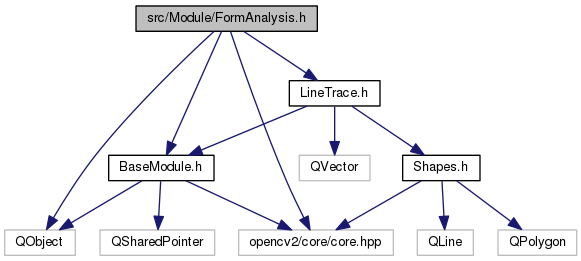 src/Module/FormAnalysis.h
LineTrace.h
BaseModule.h
QVector
Shapes.h
QObject
QSharedPointer
opencv2/core/core.hpp
QLine
QPolygon